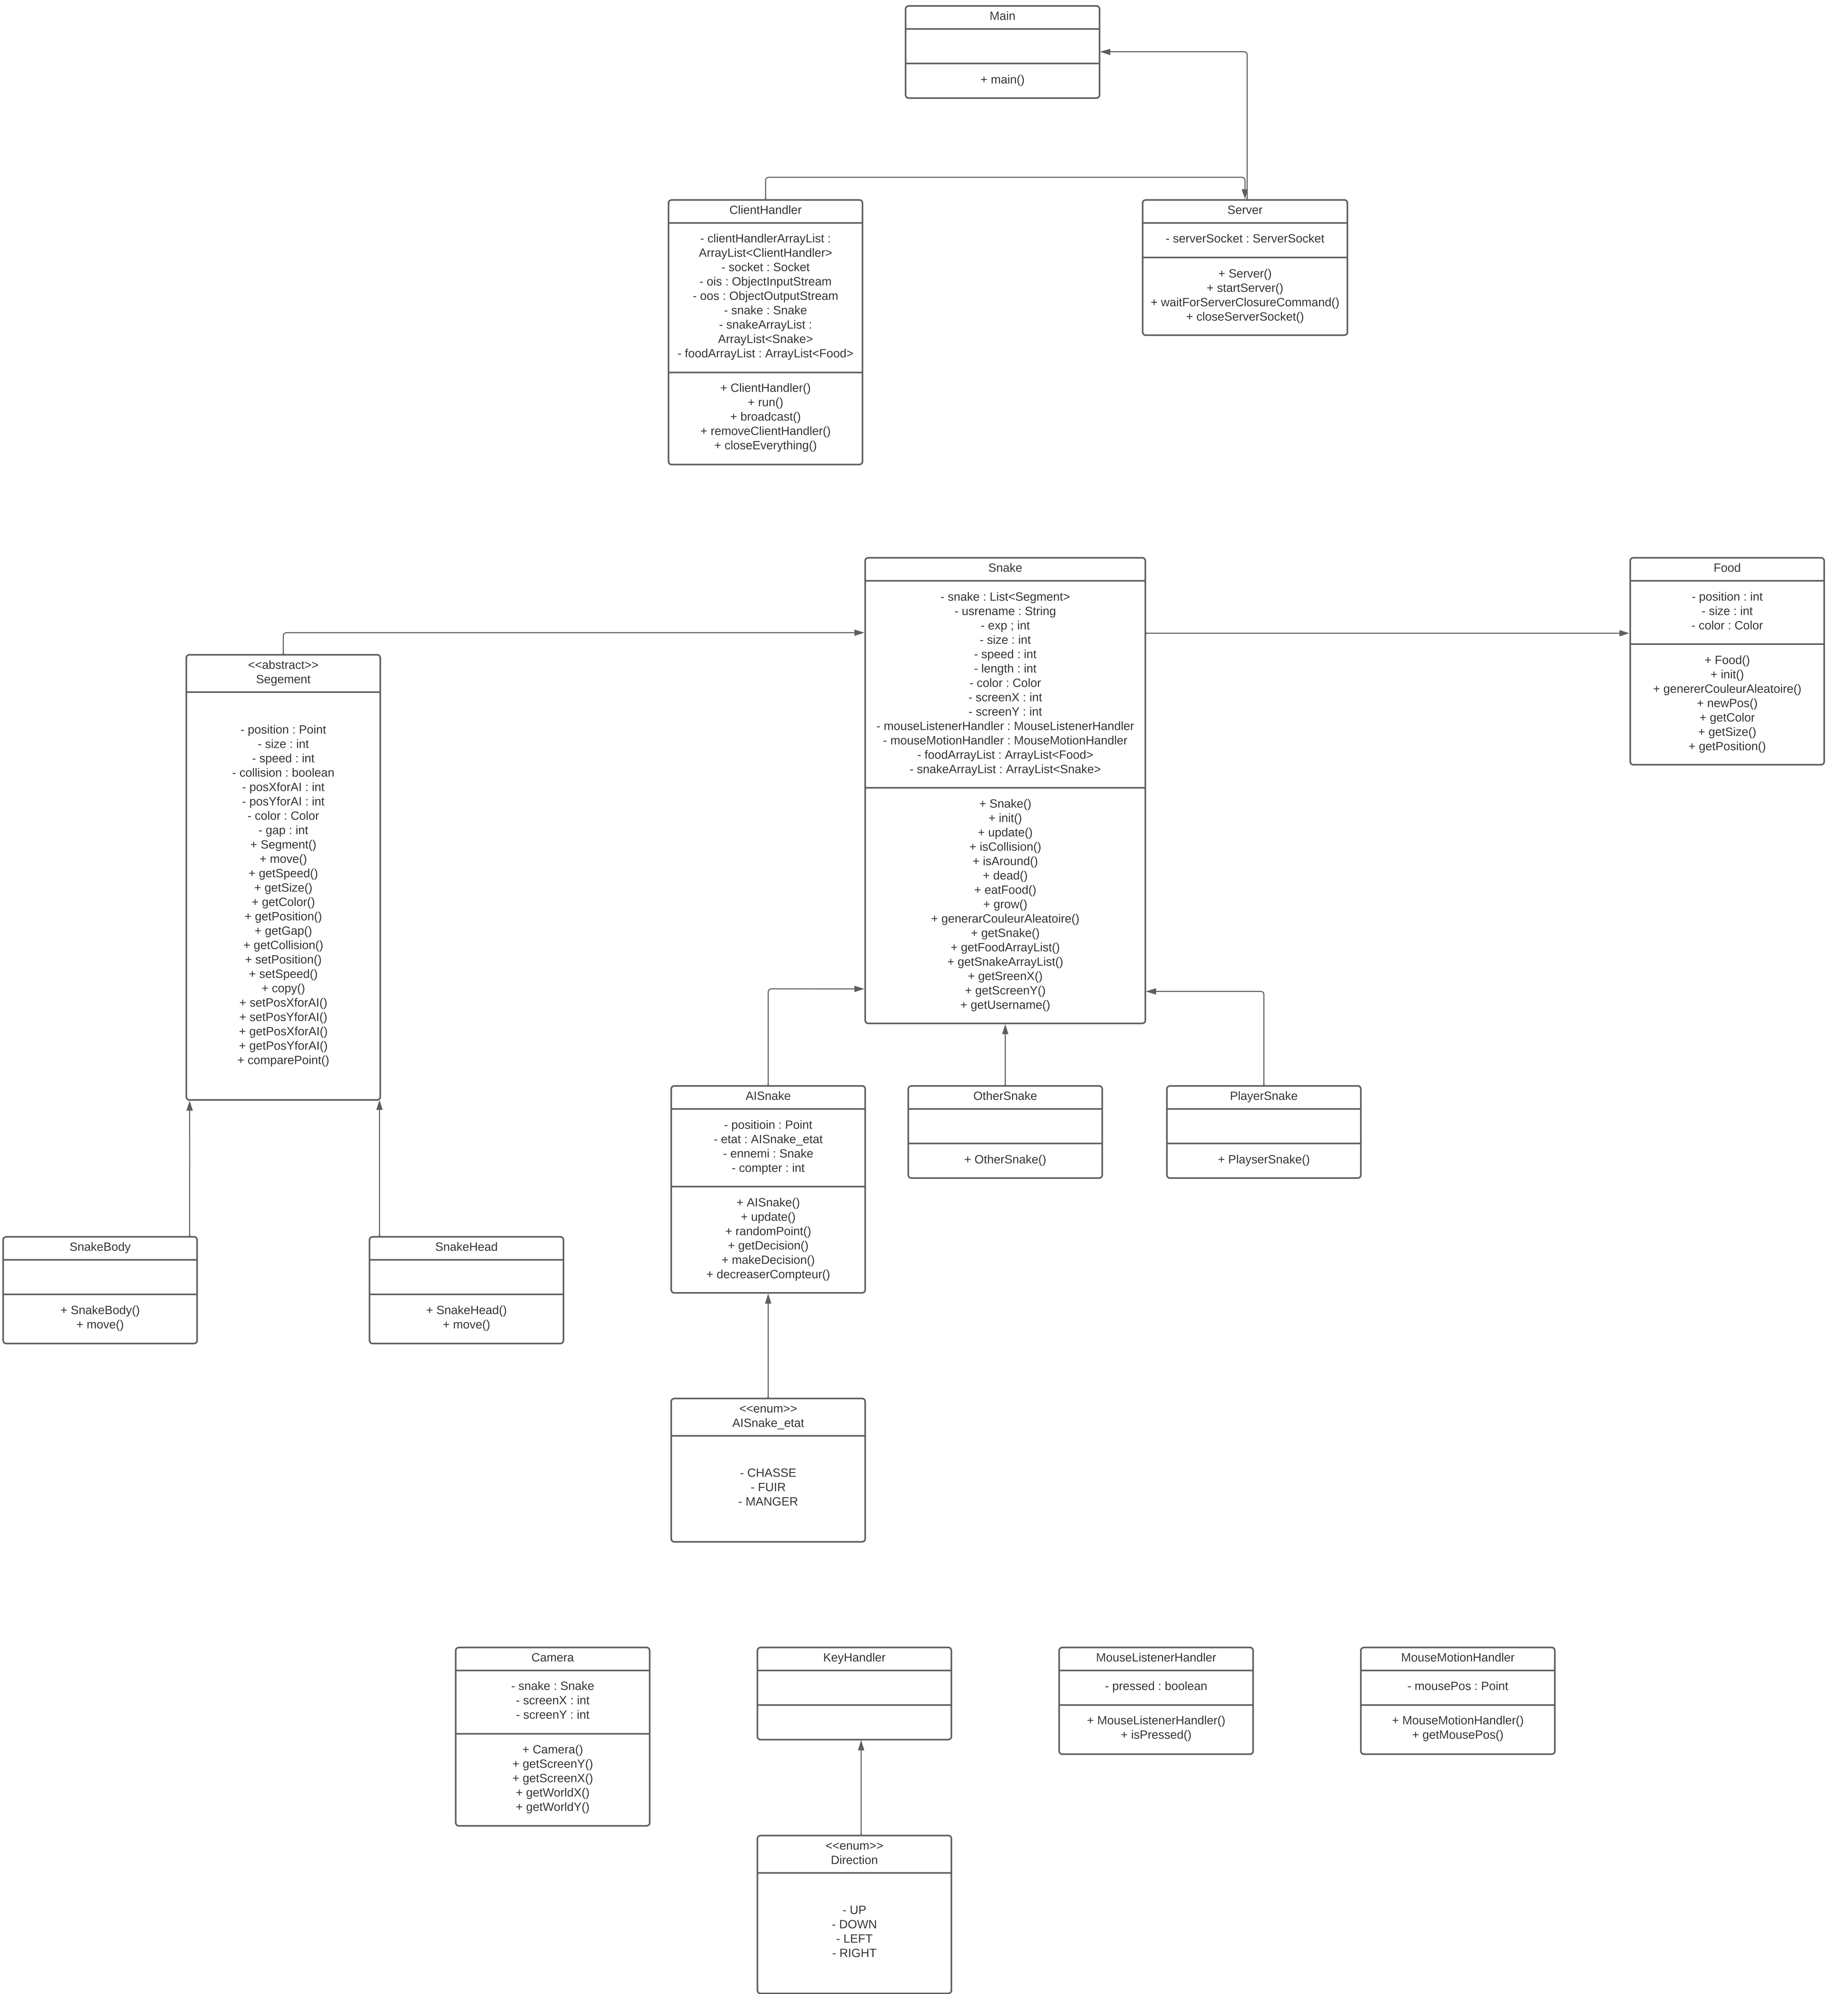 Main
+ main()
ClientHandler
- clientHandlerArrayList :
ArrayList<ClientHandler>
- socket : Socket
- ois : ObjectInputStream
- oos : ObjectOutputStream
- snake : Snake
- snakeArrayList :
ArrayList<Snake>
- foodArrayList : ArrayList<Food>
+ ClientHandler()
+ run()
+ broadcast()
+ removeClientHandler()
+ closeEverything()
Server
- serverSocket : ServerSocket
+ Server()
+ startServer()
+ waitForServerClosureCommand()
+ closeServerSocket()
Snake
- snake : List<Segment>
- usrename : String
- exp ; int
- size : int
- speed : int
- length : int
- color : Color
- screenX : int
- screenY : int
- mouseListenerHandler : MouseListenerHandler
- mouseMotionHandler : MouseMotionHandler
- foodArrayList : ArrayList<Food>
- snakeArrayList : ArrayList<Snake>
+ Snake()
+ init()
+ update()
+ isCollision()
+ isAround()
+ dead()
+ eatFood()
+ grow()
+ generarCouleurAleatoire()
+ getSnake()
+ getFoodArrayList()
+ getSnakeArrayList()
+ getSreenX()
+ getScreenY()
+ getUsername()
Food
- position : int
- size : int
- color : Color
+ Food()
+ init()
+ genererCouleurAleatoire()
+ newPos()
+ getColor
+ getSize()
+ getPosition()
<<abstract>>
Segement
- position : Point
- size : int
- speed : int
- collision : boolean
- posXforAI : int
- posYforAI : int
- color : Color
- gap : int
+ Segment()
+ move()
+ getSpeed()
+ getSize()
+ getColor()
+ getPosition()
+ getGap()
+ getCollision()
+ setPosition()
+ setSpeed()
+ copy()
+ setPosXforAI()
+ setPosYforAI()
+ getPosXforAI()
+ getPosYforAI()
+ comparePoint()
AISnake
- positioin : Point
- etat : AISnake_etat
- ennemi : Snake
- compter : int
+ AISnake()
+ update()
+ randomPoint()
+ getDecision()
+ makeDecision()
+ decreaserCompteur()
OtherSnake
+ OtherSnake()
PlayerSnake
+ PlayserSnake()
SnakeBody
+ SnakeBody()
+ move()
SnakeHead
+ SnakeHead()
+ move()
<<enum>>
AISnake_etat
- CHASSE
- FUIR
- MANGER
Camera
- snake : Snake
- screenX : int
- screenY : int
+ Camera()
+ getScreenY()
+ getScreenX()
+ getWorldX()
+ getWorldY()
KeyHandler
MouseListenerHandler
- pressed : boolean
+ MouseListenerHandler()
+ isPressed()
MouseMotionHandler
- mousePos : Point
+ MouseMotionHandler()
+ getMousePos()
<<enum>>
Direction
- UP
- DOWN
- LEFT
- RIGHT